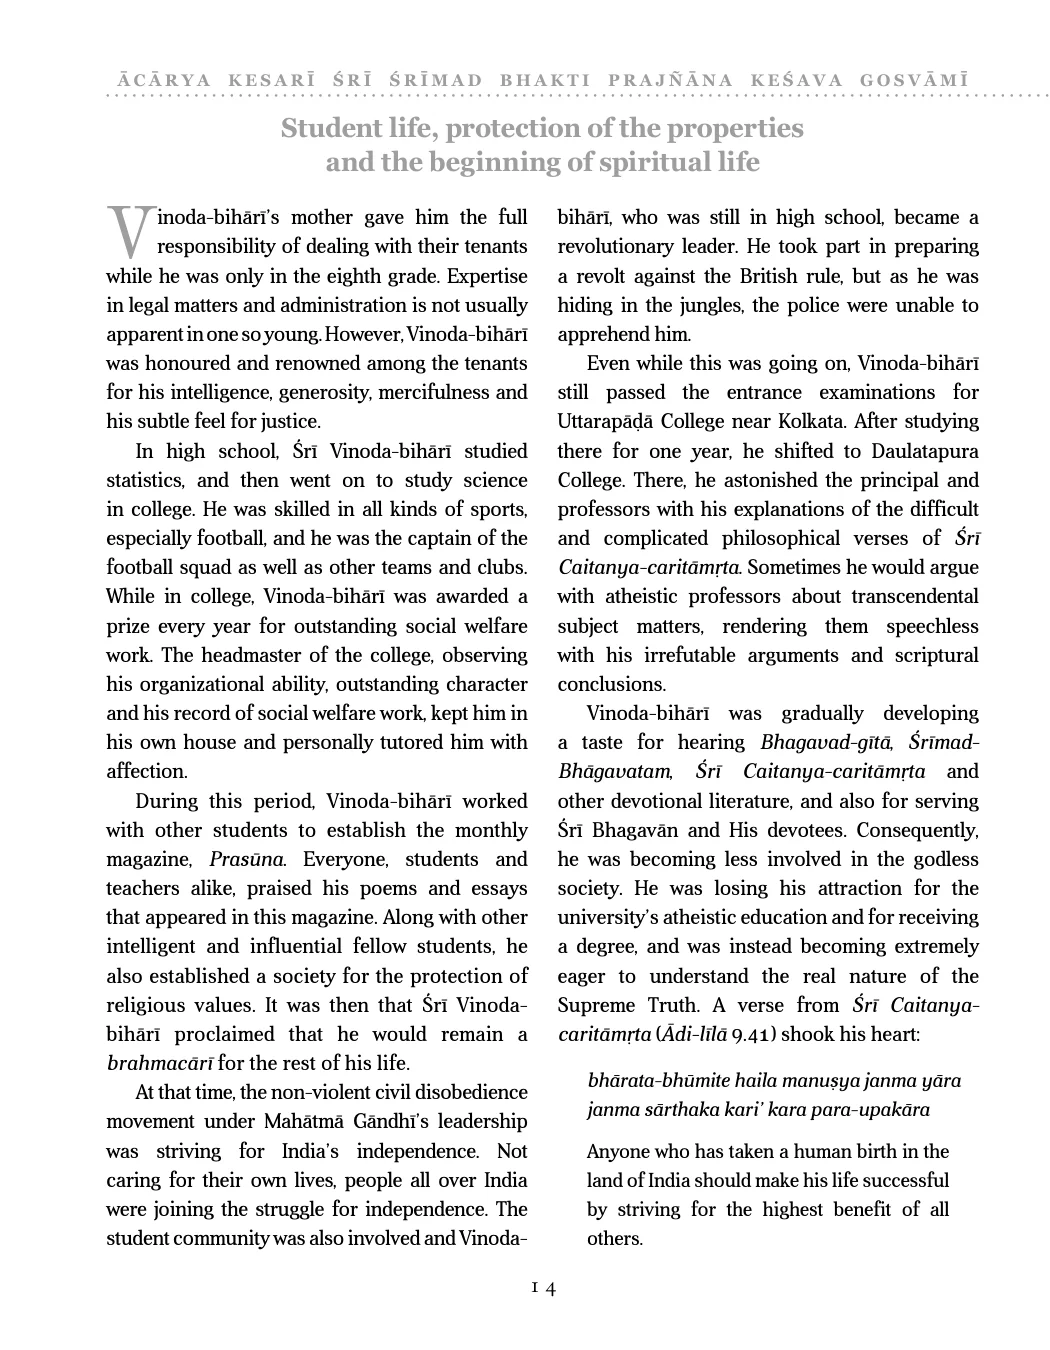 ĀCĀRYA KESARĪ ŚRĪ ŚRĪMAD BHAKTI PRAJÑĀNA KEŚAVA GOSVĀMĪ
Student life, protection of the properties
and the beginning of spiritual life
Vinoda-bihārī’s mother gave him the full
responsibility of dealing with their tenants
while he was only in the eighth grade. Expertise
in legal matters and administration is not usually
apparent in one so young. However, Vinoda-bihārī
was honoured and renowned among the tenants
for his intelligence, generosity, mercifulness and
his subtle feel for justice.
In high school, Śrī Vinoda-bihārī studied
statistics, and then went on to study science
in college. He was skilled in all kinds of sports,
especially football, and he was the captain of the
football squad as well as other teams and clubs.
While in college, Vinoda-bihārī was awarded a
prize every year for outstanding social welfare
work. The headmaster of the college, observing
his organizational ability, outstanding character
and his record of social welfare work, kept him in
his own house and personally tutored him with
affection.
During this period, Vinoda-bihārī worked
with other students to establish the monthly
magazine, Prasūna. Everyone, students and
teachers alike, praised his poems and essays
that appeared in this magazine. Along with other
intelligent and influential fellow students, he
also established a society for the protection of
religious values. It was then that Śrī Vinoda-
bihārī proclaimed that he would remain a
brahmacārī for the rest of his life.
At that time, the non-violent civil disobedience
movement under Mahātmā Gāndhī’s leadership
was striving for India’s independence. Not
caring for their own lives, people all over India
were joining the struggle for independence. The
student community was also involved and Vinoda-
bihārī, who was still in high school, became a
revolutionary leader. He took part in preparing
a revolt against the British rule, but as he was
hiding in the jungles, the police were unable to
apprehend him.
Even while this was going on, Vinoda-bihārī
still passed the entrance examinations for
Uttarapāḍā College near Kolkata. After studying
there for one year, he shifted to Daulatapura
College. There, he astonished the principal and
professors with his explanations of the difficult
and complicated philosophical verses of Śrī
Caitanya-caritāmṛta. Sometimes he would argue
with atheistic professors about transcendental
subject matters, rendering them speechless
with his irrefutable arguments and scriptural
conclusions.
Vinoda-bihārī was gradually developing
a taste for hearing Bhagavad-gītā, Śrīmad-
Bhāgavatam, Śrī Caitanya-caritāmṛta and
other devotional literature, and also for serving
Śrī Bhagavān and His devotees. Consequently,
he was becoming less involved in the godless
society. He was losing his attraction for the
university’s atheistic education and for receiving
a degree, and was instead becoming extremely
eager to understand the real nature of the
Supreme Truth. A verse from Śrī Caitanya-
caritāmṛta (Ādi-līlā 9.41) shook his heart:
bhārata-bhūmite haila manuṣya janma yāra
janma sārthaka kari’ kara para-upakāra
Anyone who has taken a human birth in the
land of India should make his life successful
by striving for the highest benefit of all
others.
14